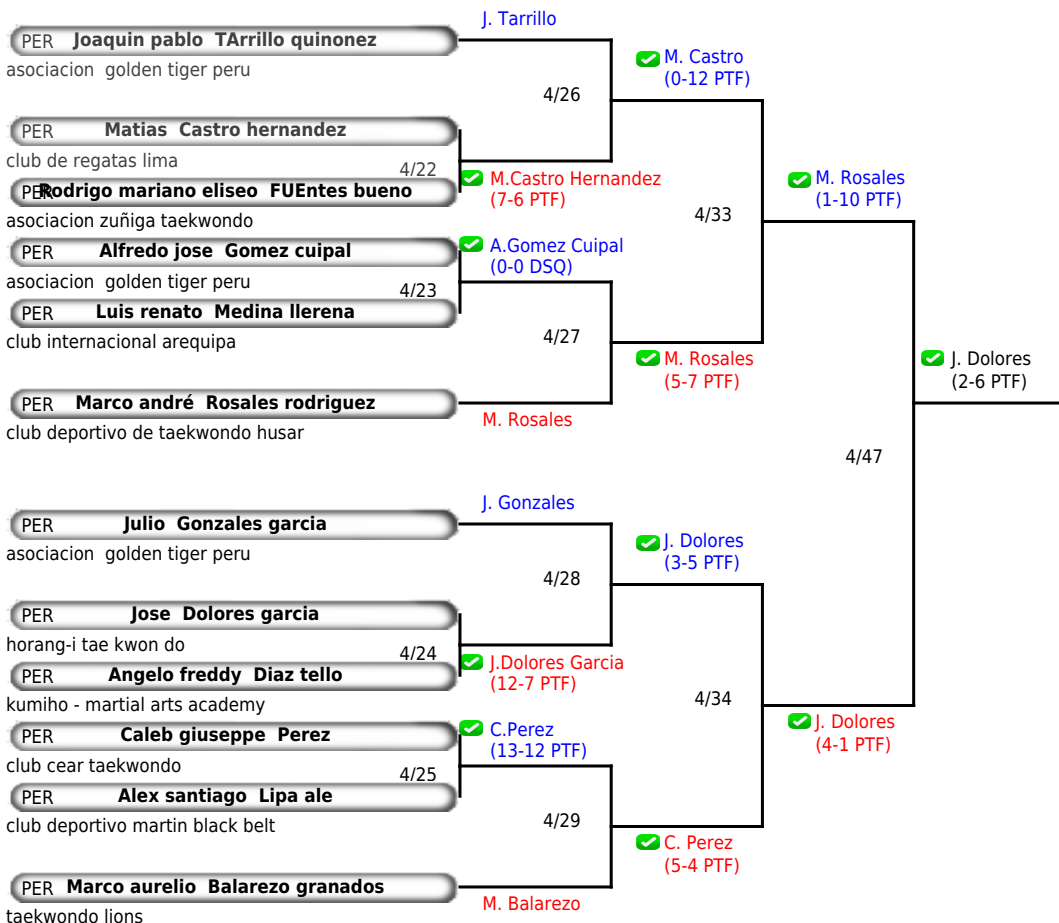 J. Tarrillo
PER Joaquin pablo TArrillo quinonez
asociacion golden tiger peru
M. Castro
(0-12 PTF)
4/26
PER Matias Castro hernandez
club de regatas lima
4/22
M.Castro Hernandez
(7-6 PTF)
PER Rodrigo mariano eliseo FUEntes bueno
asociacion zuñiga taekwondo
M. Rosales
(1-10 PTF)
4/33
PER Alfredo jose Gomez cuipal
asociacion golden tiger peru
A.Gomez Cuipal
(0-0 DSQ)
4/23
PER Luis renato Medina llerena
club internacional arequipa
4/27
M. Rosales
(5-7 PTF)
J. Dolores
(2-6 PTF)
PER Marco andré Rosales rodriguez
club deportivo de taekwondo husar
M. Rosales
4/47
J. Gonzales
PER Julio Gonzales garcia
asociacion golden tiger peru
J. Dolores
(3-5 PTF)
4/28
PER Jose Dolores garcia
horang-i tae kwon do
4/24
J.Dolores Garcia
(12-7 PTF)
PER Angelo freddy Diaz tello
kumiho - martial arts academy
4/34
PER Caleb giuseppe Perez
club cear taekwondo
C.Perez
(13-12 PTF)
J. Dolores
(4-1 PTF)
4/25
PER Alex santiago Lipa ale
club deportivo martin black belt
4/29
C. Perez
(5-4 PTF)
PER Marco aurelio Balarezo granados
taekwondo lions
M. Balarezo